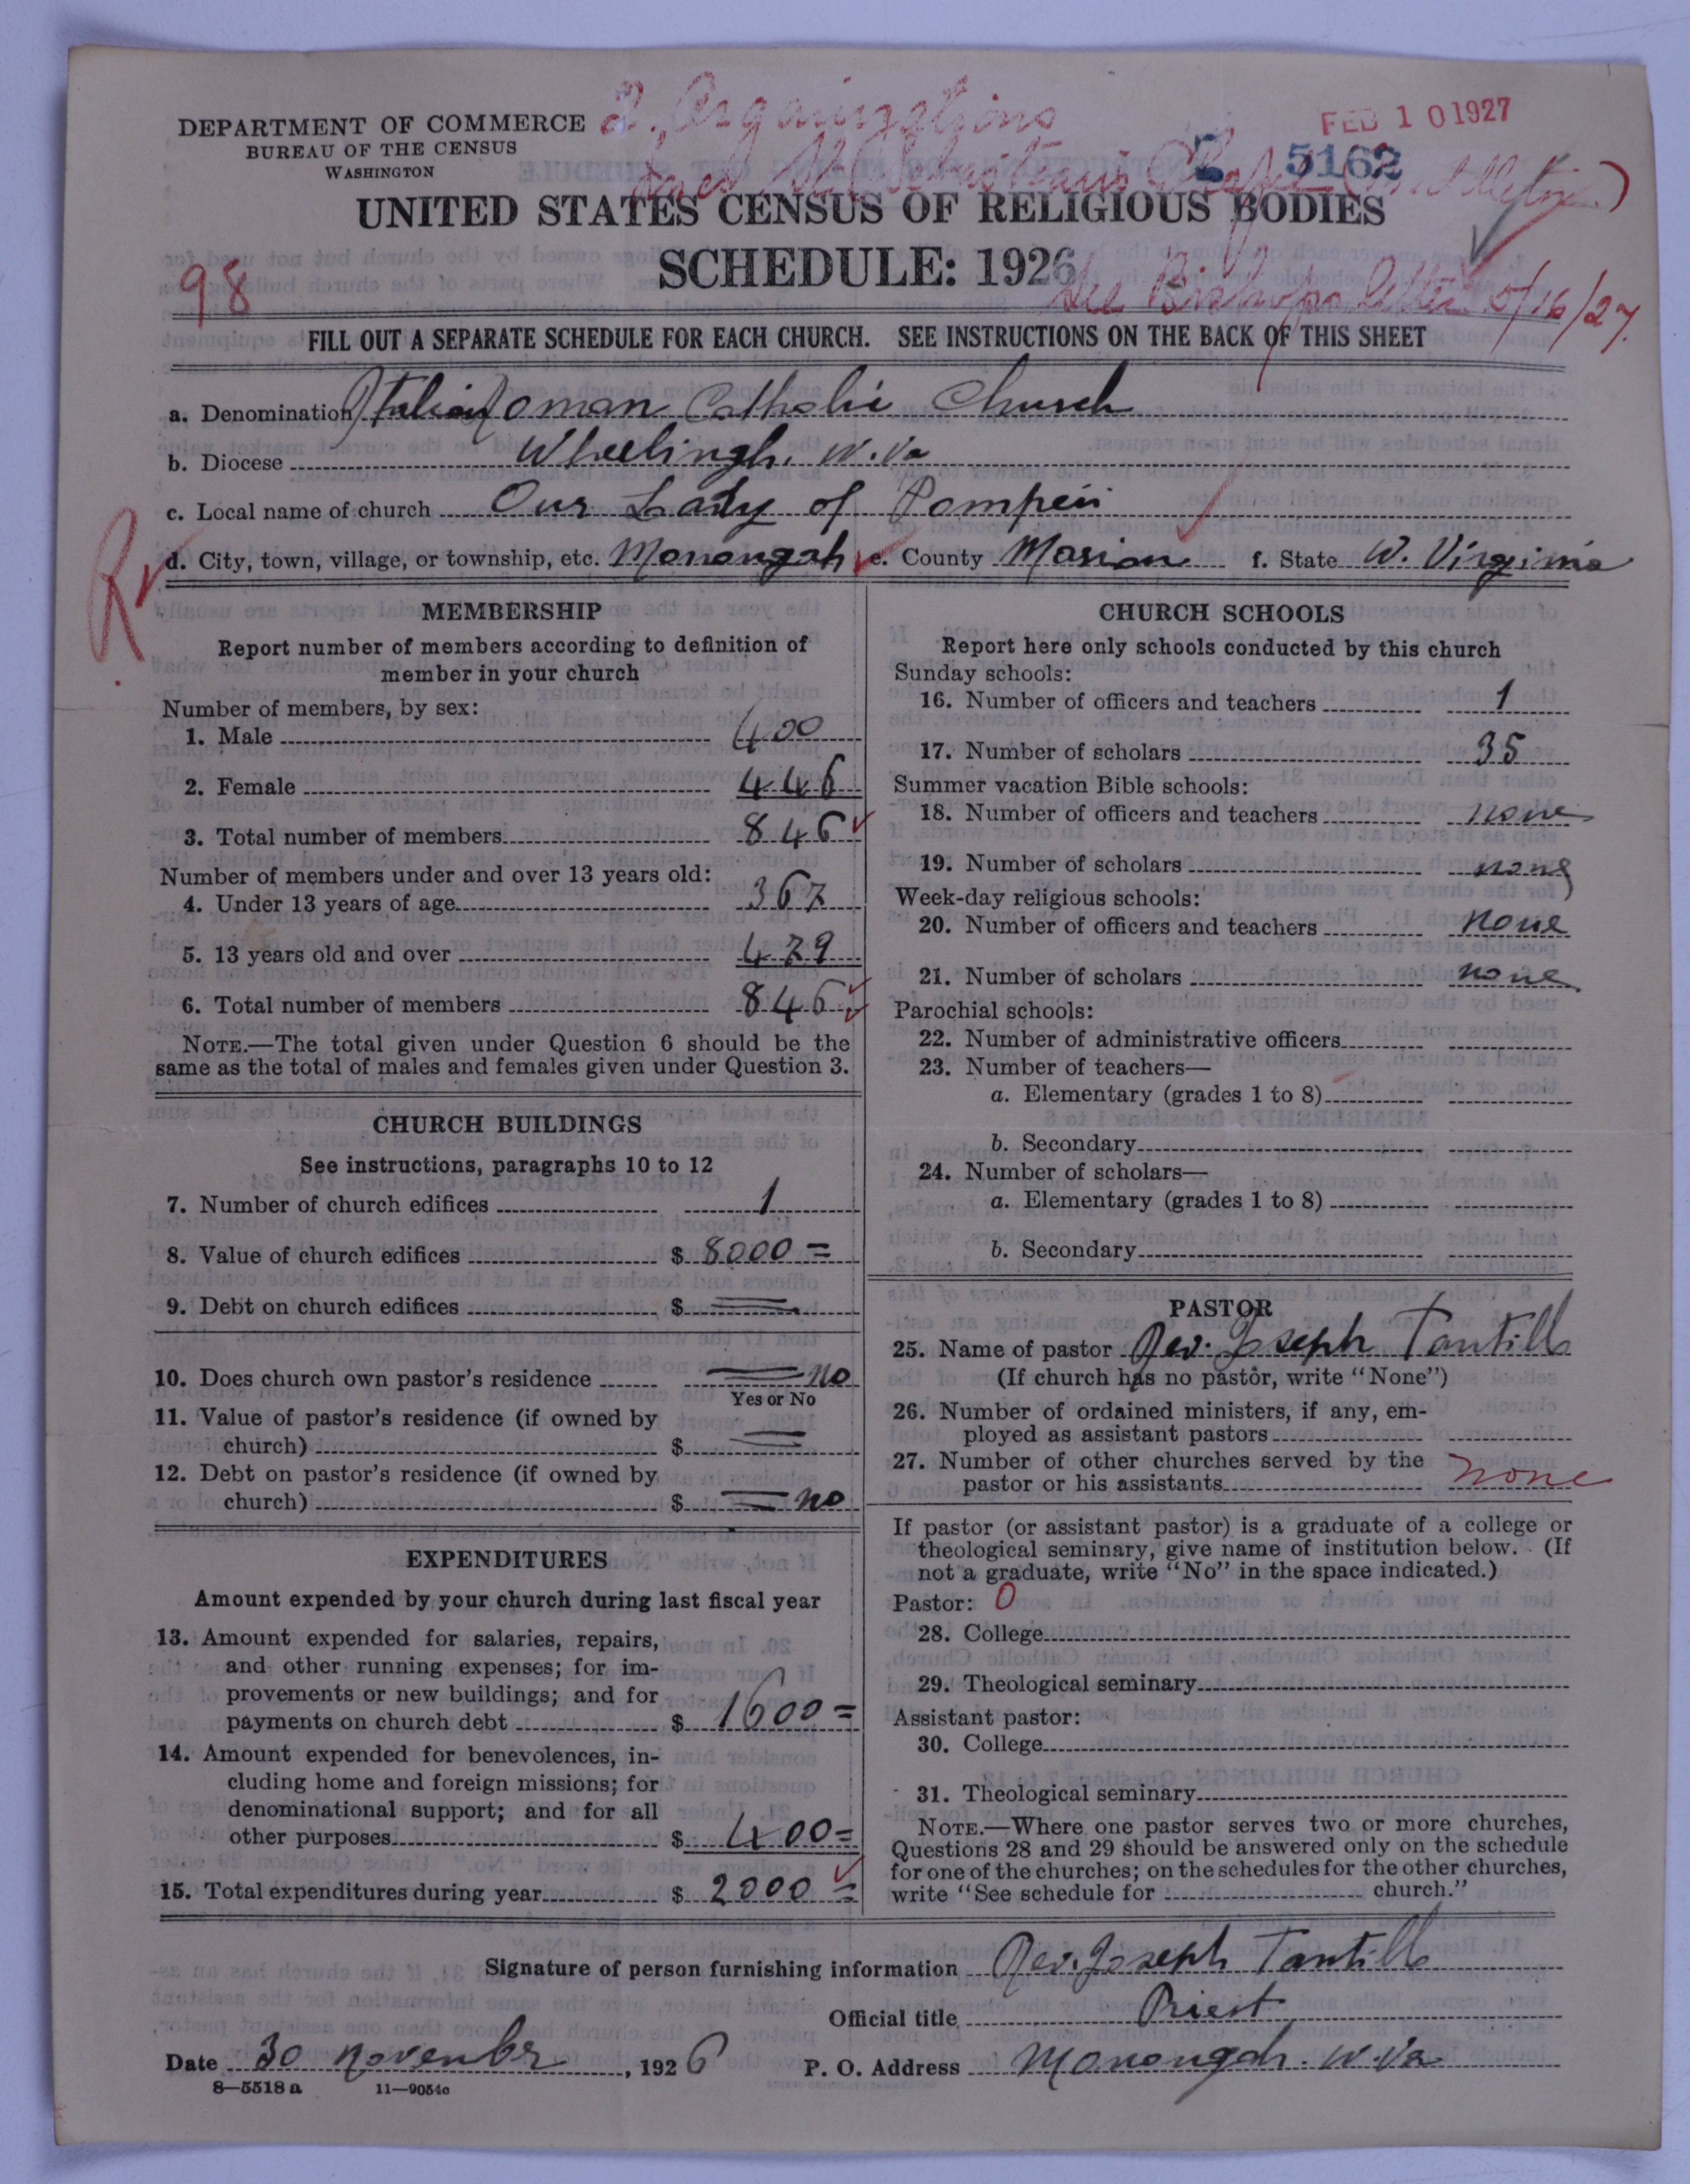 DEPARTMENT OF COMMERCE
BUREAU OF THE CENSUS
WASHINGTON
2. Organizations
FEB 10 1927
5162
UNITED STATES CENSUS OF RELIGIOUS BODIES
SCHEDULE: 1926
98
See Bishops letter 5/16/27.
FILL OUT A SEPARATE SCHEDULE FOR EACH CHURCH. SEE INSTRUCTIONS ON THE BACK OF THIS SHEET
a. Denomination Italian Roman Catholic Church
b. Diocese Wheelingh. W. Va
c. Local name of church Our Lady of Pompeii
d. City, town, village, or township, etc. Monongah e. County Marion f. State W. Virginia
MEMBERSHIP
Report number of members according to definition of
member in your church
Number of members, by sex:
1. Male 400
2. Female 446
3. Total number of members 846
Number of members under and over 13 years old:
4. Under 13 years of age 367
5. 13 years old and over 479
6. Total number of members 846
NOTE.—The total given under Question 6 should be the
same as the total of males and females given under Question 3.
CHURCH BUILDINGS
See instructions, paragraphs 10 to 12
7. Number of church edifices 1
8. Value of church edifices $ 8000 =
9. Debt on church edifices $
10. Does church own pastor's residence no
Yes or No
11. Value of pastor's residence (if owned by
church) $
12. Debt on pastor's residence (if owned by
church) $ no
EXPENDITURES
Amount expended by your church during last fiscal year
13. Amount expended for salaries, repairs,
and other running expenses; for im-
provements or new buildings; and for
payments on church debt $ 1600 =
14. Amount expended for benevolences, in-
cluding home and foreign missions; for
denominational support; and for all
other purposes $ 400 =
15. Total expenditures during year $ 2000 =
CHURCH SCHOOLS
Report here only schools conducted by this church
Sunday schools:
16. Number of officers and teachers 1
17. Number of scholars 35
Summer vacation Bible schools:
18. Number of officers and teachers none
19. Number of scholars none
Week-day religious schools:
20. Number of officers and teachers none
21. Number of scholars none
Parochial schools:
22. Number of administrative officers
23. Number of teachers—
a. Elementary (grades 1 to 8)
b. Secondary
24. Number of scholars—
a. Elementary (grades 1 to 8)
b. Secondary
PASTOR
25. Name of pastor Rev. Joseph Tantillo
(If church has no pastor, write "None")
26. Number of ordained ministers, if any, em-
ployed as assistant pastors
27. Number of other churches served by the
pastor or his assistants none
If pastor (or assistant pastor) is a graduate of a college or
theological seminary, give name of institution below. (If
not a graduate, write "No" in the space indicated.)
Pastor: 0
28. College
29. Theological seminary
Assistant pastor:
30. College
31. Theological seminary
NOTE.—Where one pastor serves two or more churches,
Questions 28 and 29 should be answered only on the schedule
for one of the churches; on the schedules for the other churches,
write "See schedule for church."
Signature of person furnishing information Rev. Joseph Tantillo
Official title Priest
Date 30 november, 1926 P. O. Address Monongah. W. Va
8—5518 a 11—9054c